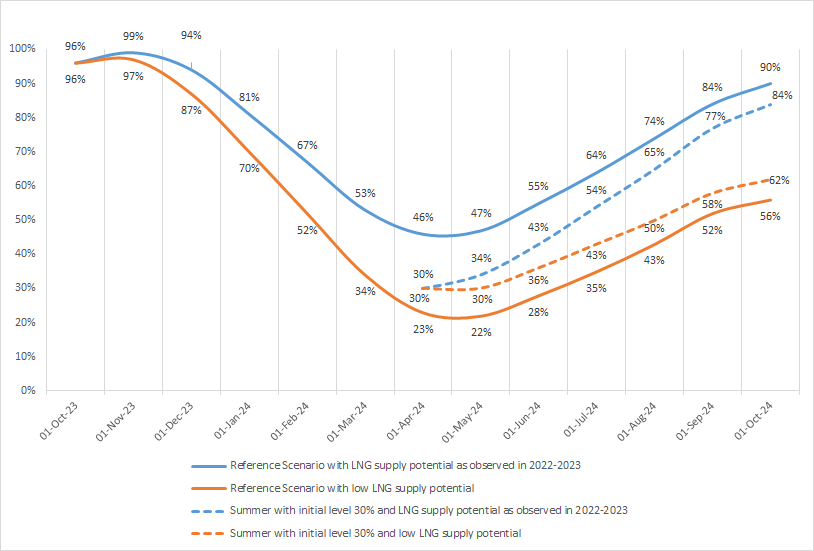 96% 99% 94%
100%
96% 97% 90%
90% 84% 84%
87% 81% 77%
80% 74%
70% 67% 65%
70% 64%
62%
60% 55% 54% 58% 56%
52% 53% 52%
50% 46% 47% 50%
43% 43% 43%
40% 34% 36% 35%
34%
30% 30% 30% 30% 28%
23% 22%
20%
10%
0%
01-Oct-23 01-Nov-23 01-Dec-23 01-Jan-24 01-Feb-24 01-Mar-24 01-Apr-24 01-May-24 01-Jun-24 01-Jul-24 01-Aug-24 01-Sep-24 01-Oct-24
Reference Scenario with LNG supply potential as observed in 2022-2023
Reference Scenario with low LNG supply potential
Summer with initial level 30% and LNG supply potential as observed in 2022-2023
Summer with initial level 30% and low LNG supply potential